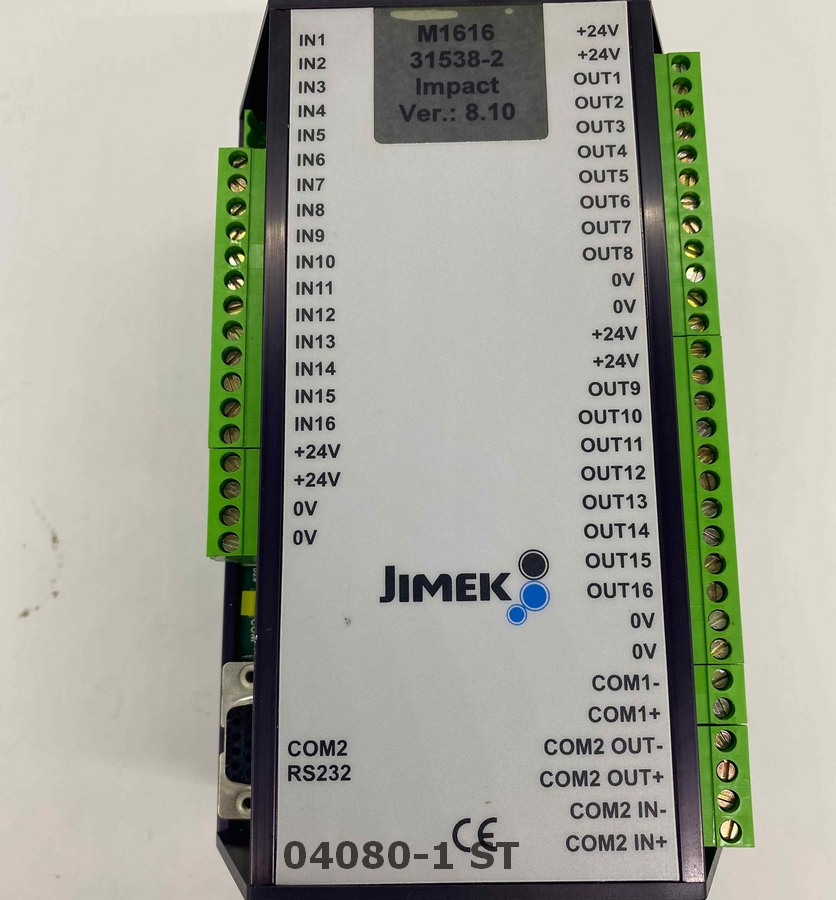 M1616
31538-2
Impact
Ver.: 8.10
IN1
IN2
IN3
IN4
IN5
IN6
IN7
IN8
IN9
IN10
IN11
IN12
IN13
IN14
IN15
IN16
+24V
+24V
0V
0V
COM2
RS232
+24V
+24V
OUT1
OUT2
OUT3
OUT4
OUT5
OUT6
OUT7
OUT8
0V
0V
+24V
+24V
OUT9
OUT10
OUT11
OUT12
OUT13
OUT14
OUT15
OUT16
0V
0V
COM1-
COM1+
COM2 OUT-
COM2 OUT+
COM2 IN-
COM2 IN+
JIMEK
CE
04080-1 ST